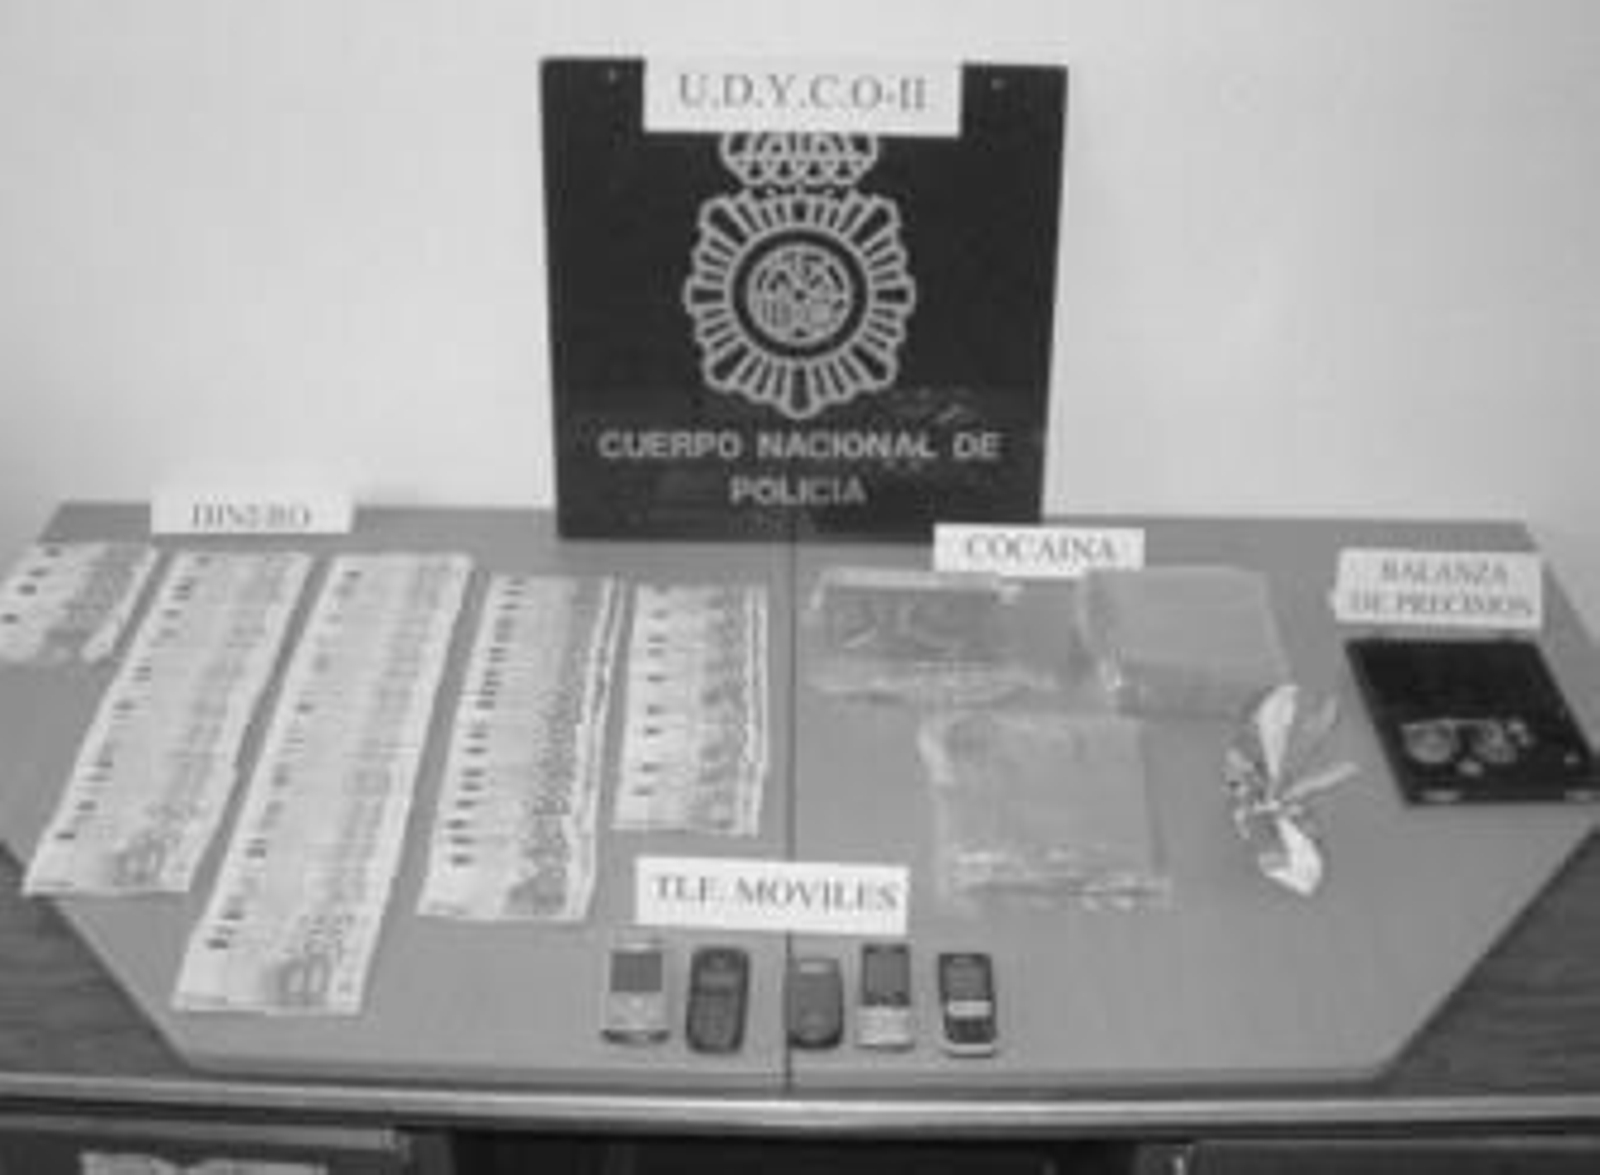 U.D.Y.C.O-II
CUERPO NACIONAL DE
POLICIA
DINERO
COCAINA
BALANZA
DE PRECISION
TLF. MOVILES